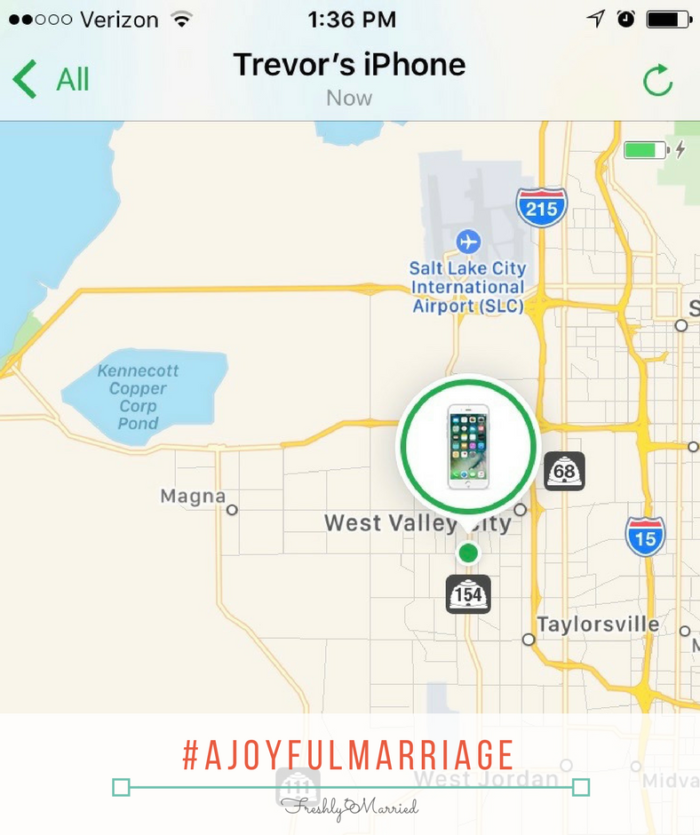 Verizon 1:36 PM
All Trevor's iPhone
Now
215
Salt Lake City
International
Airport (SLC)
S
Kennecott
Copper
Corp
Pond
68
Magna
West Valley City
15
154
Taylorsville
M
#AJOYFULMARRIAGE
111
West Jordan
Midva
Freshly Married